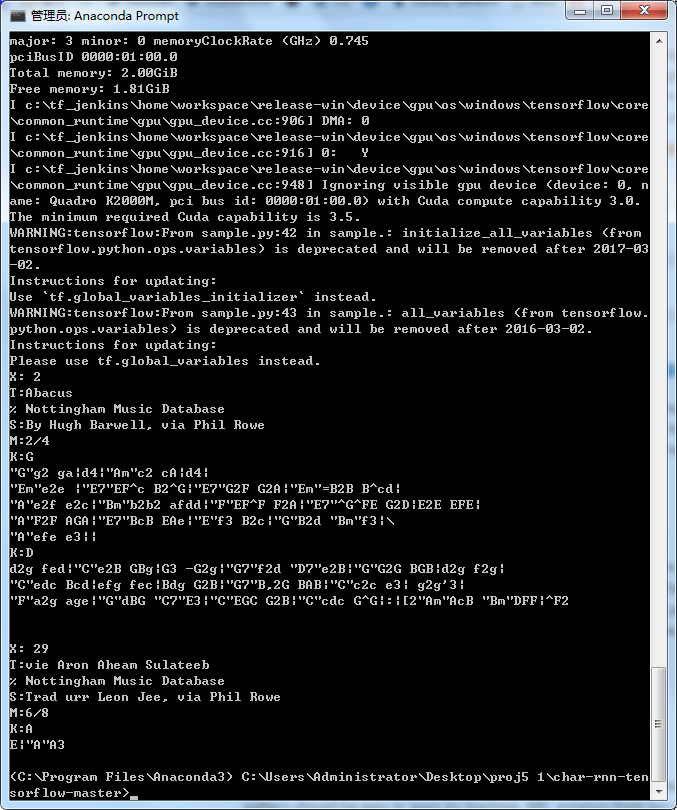 管理员: Anaconda Prompt
major: 3 minor: 0 memoryClockRate (GHz) 0.745
pciBusID 0000:01:00.0
Total memory: 2.00GiB
Free memory: 1.81GiB
I c:\tf_jenkins\home\workspace\release-win\device\gpu\os\windows\tensorflow\core
\common_runtime\gpu\gpu_device.cc:906] DMA: 0
I c:\tf_jenkins\home\workspace\release-win\device\gpu\os\windows\tensorflow\core
\common_runtime\gpu\gpu_device.cc:916] 0:   Y
I c:\tf_jenkins\home\workspace\release-win\device\gpu\os\windows\tensorflow\core
\common_runtime\gpu\gpu_device.cc:948] Ignoring visible gpu device (device: 0, n
ame: Quadro K2000M, pci bus id: 0000:01:00.0) with Cuda compute capability 3.0.
The minimum required Cuda capability is 3.5.
WARNING:tensorflow:From sample.py:42 in sample.: initialize_all_variables (from
tensorflow.python.ops.variables) is deprecated and will be removed after 2017-03
-02.
Instructions for updating:
Use `tf.global_variables_initializer` instead.
WARNING:tensorflow:From sample.py:43 in sample.: all_variables (from tensorflow.
python.ops.variables) is deprecated and will be removed after 2016-03-02.
Instructions for updating:
Please use tf.global_variables instead.
X: 2
T:Abacus
% Nottingham Music Database
S:By Hugh Barwell, via Phil Rowe
M:2/4
K:G
"G"g2 ga|d4|"Am"c2 cA|d4|
"Em"e2e |"E7"EF^c B2^G|"E7"G2F G2A|"Em"=B2B B^cd|
"A"e2f e2c|"Bm"b2b2 afdd|"F"EF^F F2A|"E7"^G^FE G2D|E2E EFE|
"A"F2F AGA|"E7"BcB EAe|"E"f3 B2c|"G"B2d "Bm"f3|\
"A"efe e3||
K:D
d2g fed|"C"e2B GBg|G3 -G2g|"G7"f2d "D7"e2B|"G"G2G BGB|d2g f2g|
"C"edc Bcd|efg fec|Bdg G2B|"G7"B,2G BAB|"C"c2c e3| g2g'3|
"F"a2g age|"G"dBG "C7"E3|"C"EGC G2B|"C"cdc G^G|:|[2"Am"AcB "Bm"DFF|^F2
X: 29
T:vie Aron Aheam Sulateeb
% Nottingham Music Database
S:Trad urr Leon Jee, via Phil Rowe
M:6/8
K:A
E|"A"A3
(C:\Program Files\Anaconda3) C:\Users\Administrator\Desktop\proj5 1\char-rnn-ten
sorflow-master>_